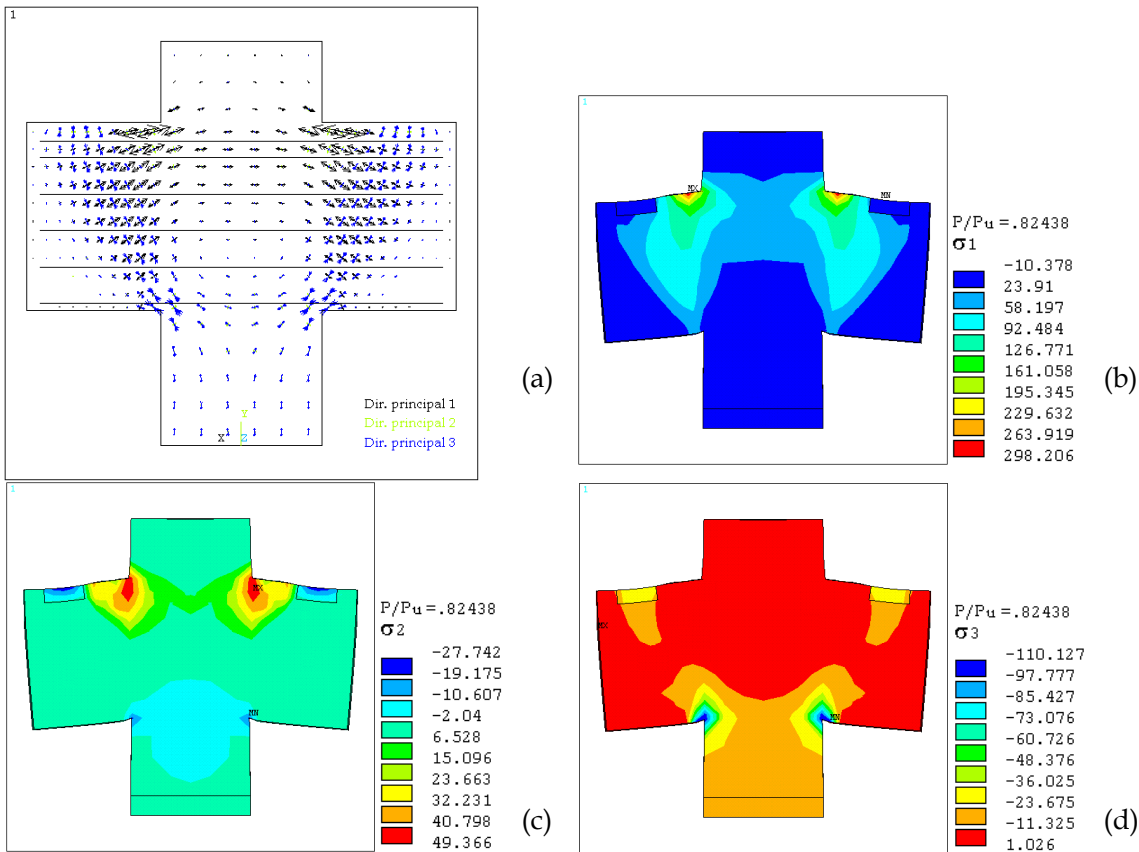 1
Dir. principal 1
Dir. principal 2
Dir. principal 3
Y
X Z
(a)
1
MX
MN
P/Pu =.82438
σ1
-10.378
23.91
58.197
92.484
126.771
161.058
195.345
229.632
263.919
298.206
(b)
1
MX
MN
P/Pu =.82438
σ2
-27.742
-19.175
-10.607
-2.04
6.528
15.096
23.663
32.231
40.798
49.366
(c)
1
MX
MN
P/Pu =.82438
σ3
-110.127
-97.777
-85.427
-73.076
-60.726
-48.376
-36.025
-23.675
-11.325
1.026
(d)